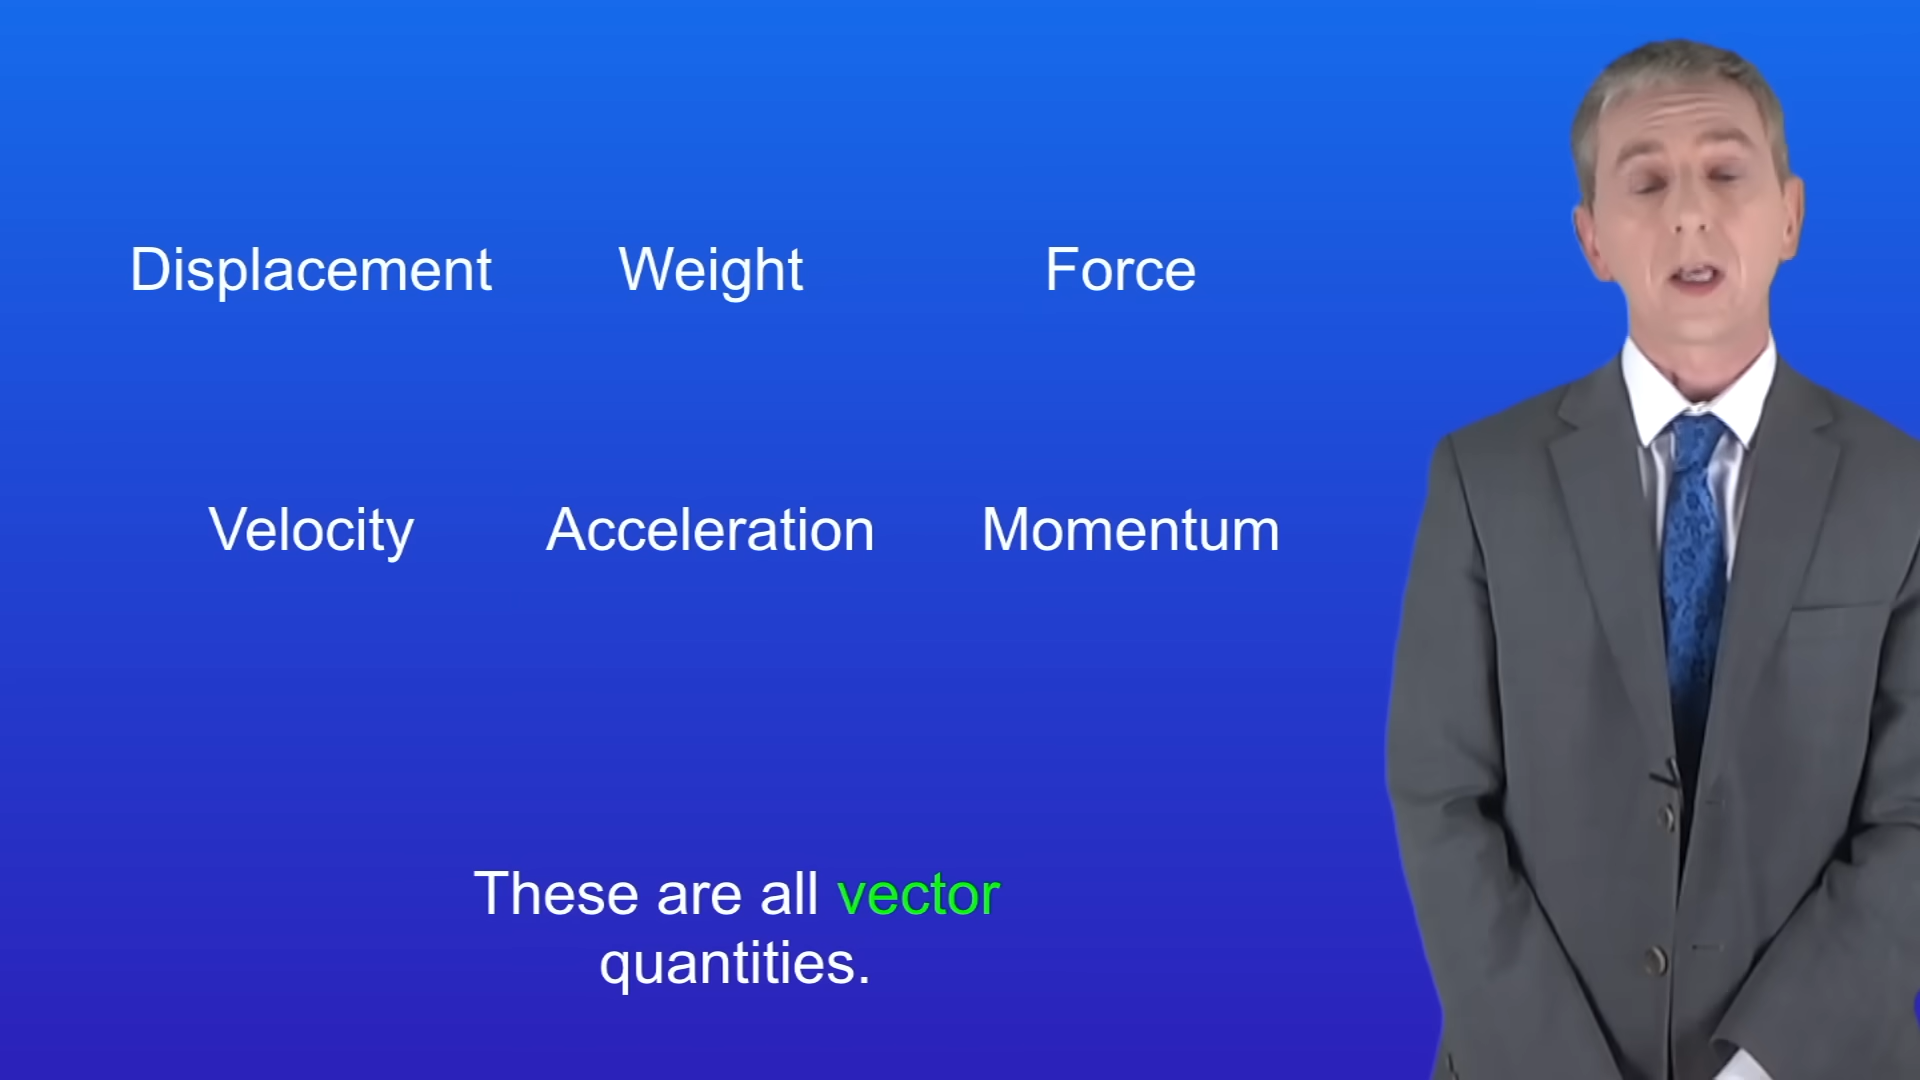 Displacement Weight Force
Velocity Acceleration Momentum
These are all vector
quantities.